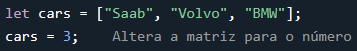 let cars = ["Saab", "Volvo", "BMW"];
cars = 3;    Altera a matriz para o número